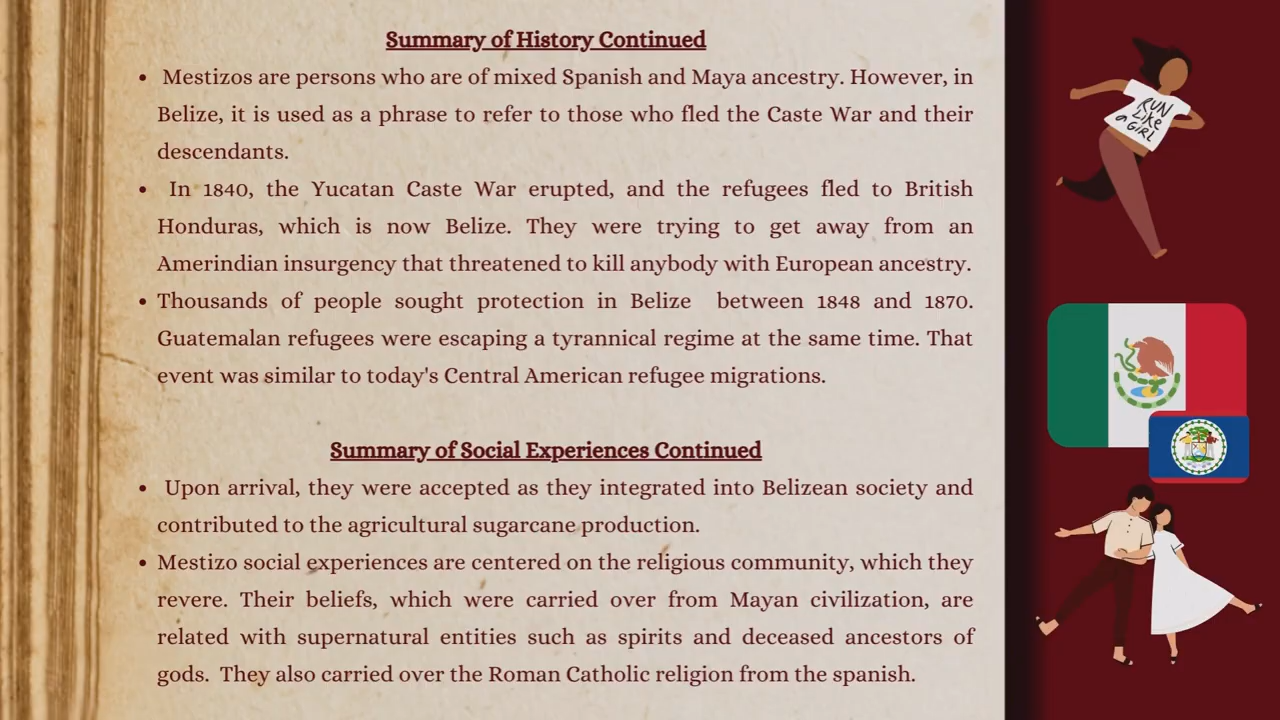 Summary of History Continued
• Mestizos are persons who are of mixed Spanish and Maya ancestry. However, in
Belize, it is used as a phrase to refer to those who fled the Caste War and their
descendants.
• In 1840, the Yucatan Caste War erupted, and the refugees fled to British
Honduras, which is now Belize. They were trying to get away from an
Amerindian insurgency that threatened to kill anybody with European ancestry.
• Thousands of people sought protection in Belize between 1848 and 1870.
Guatemalan refugees were escaping a tyrannical regime at the same time. That
event was similar to today's Central American refugee migrations.
Summary of Social Experiences Continued
• Upon arrival, they were accepted as they integrated into Belizean society and
contributed to the agricultural sugarcane production.
• Mestizo social experiences are centered on the religious community, which they
revere. Their beliefs, which were carried over from Mayan civilization, are
related with supernatural entities such as spirits and deceased ancestors of
gods. They also carried over the Roman Catholic religion from the spanish.
RUN
LIKE
a GIRL